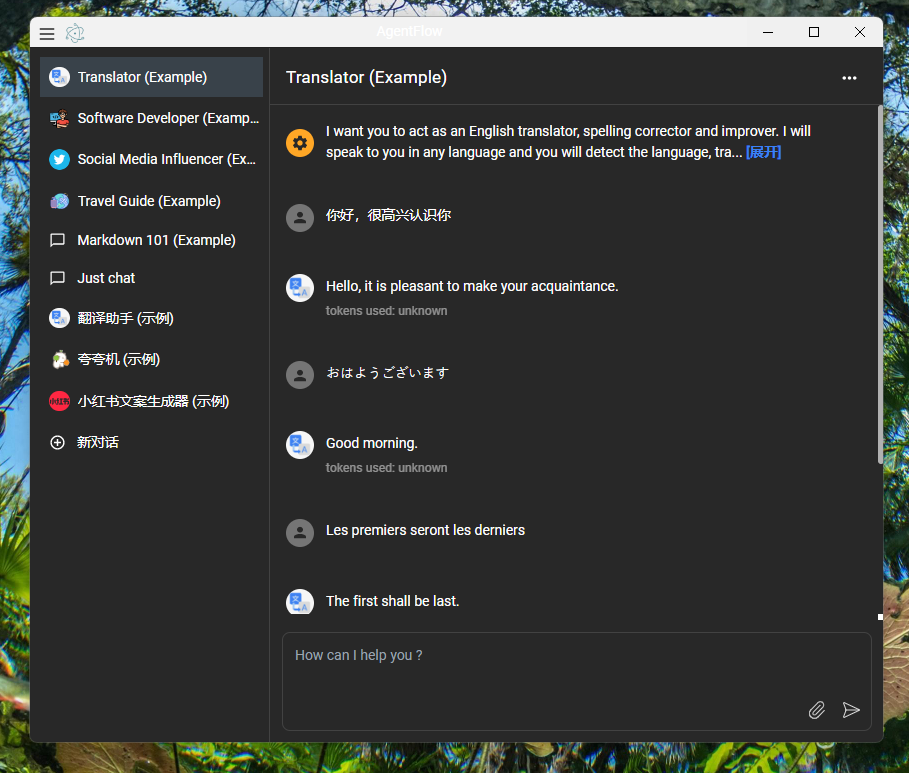 AgentFlow
Translator (Example)
Software Developer (Examp...
Social Media Influencer (Ex...
Travel Guide (Example)
Markdown 101 (Example)
Just chat
翻译助手 (示例)
夸夸机 (示例)
小红书
小红书文案生成器 (示例)
新对话
Translator (Example)
I want you to act as an English translator, spelling corrector and improver. I will
speak to you in any language and you will detect the language, tra... [展开]
你好，很高兴认识你
Hello, it is pleasant to make your acquaintance.
tokens used: unknown
おはようございます
Good morning.
tokens used: unknown
Les premiers seront les derniers
The first shall be last.
How can I help you ?